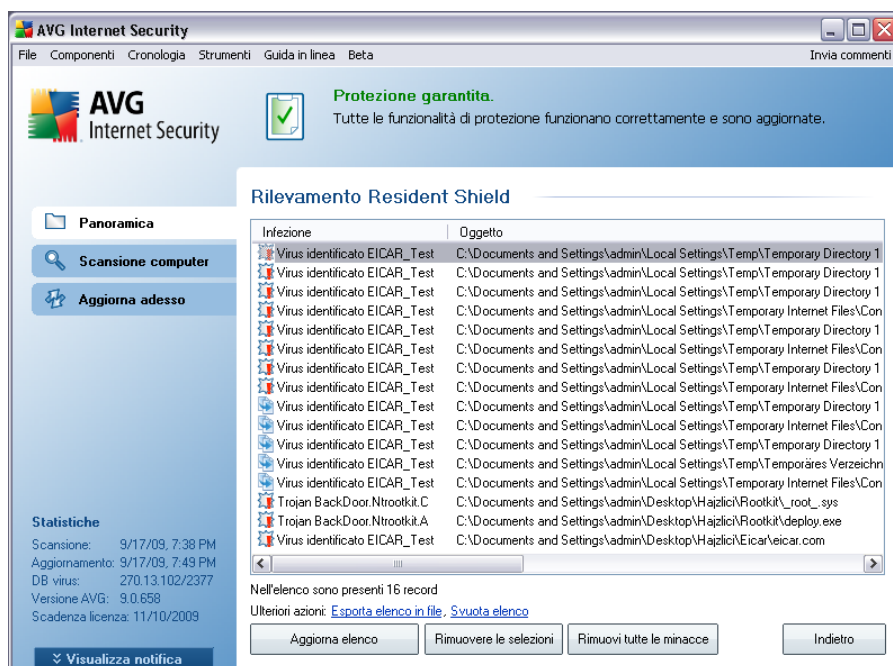 AVG Internet Security
File Componenti Cronologia Strumenti Guida in linea Beta Invia commenti
AVG
Internet Security
Protezione garantita.
Tutte le funzionalità di protezione funzionano correttamente e sono aggiornate.
Panoramica
Scansione computer
Aggiorna adesso
Rilevamento Resident Shield
Infezione Oggetto
Virus identificato EICAR_Test C:\Documents and Settings\admin\Local Settings\Temp\Temporary Directory 1
Virus identificato EICAR_Test C:\Documents and Settings\admin\Local Settings\Temp\Temporary Directory 1
Virus identificato EICAR_Test C:\Documents and Settings\admin\Local Settings\Temp\Temporary Directory 1
Virus identificato EICAR_Test C:\Documents and Settings\admin\Local Settings\Temporary Internet Files\Con
Virus identificato EICAR_Test C:\Documents and Settings\admin\Local Settings\Temp\Temporary Directory 1
Virus identificato EICAR_Test C:\Documents and Settings\admin\Local Settings\Temporary Internet Files\Con
Virus identificato EICAR_Test C:\Documents and Settings\admin\Local Settings\Temp\Temporary Directory 1
Virus identificato EICAR_Test C:\Documents and Settings\admin\Local Settings\Temporary Internet Files\Con
Virus identificato EICAR_Test C:\Documents and Settings\admin\Local Settings\Temp\Temporary Directory 1
Virus identificato EICAR_Test C:\Documents and Settings\admin\Local Settings\Temporary Internet Files\Con
Virus identificato EICAR_Test C:\Documents and Settings\admin\Local Settings\Temp\Temporary Directory 1
Virus identificato EICAR_Test C:\Documents and Settings\admin\Local Settings\Temp\Temporäres Verzeichn
Virus identificato EICAR_Test C:\Documents and Settings\admin\Local Settings\Temporary Internet Files\Con
Trojan BackDoor.Ntrootkit.C C:\Documents and Settings\admin\Desktop\Hajzlici\Rootkit\_root_.sys
Trojan BackDoor.Ntrootkit.A C:\Documents and Settings\admin\Desktop\Hajzlici\Rootkit\deploy.exe
Virus identificato EICAR_Test C:\Documents and Settings\admin\Desktop\Hajzlici\Eicar\eicar.com
Nell'elenco sono presenti 16 record
Ulteriori azioni: Esporta elenco in file, Svuota elenco
Aggiorna elenco Rimuovere le selezioni Rimuovi tutte le minacce Indietro
Statistiche
Scansione: 9/17/09, 7:38 PM
Aggiornamento: 9/17/09, 7:49 PM
DB virus: 270.13.102/2377
Versione AVG: 9.0.658
Scadenza licenza: 11/10/2009
Visualizza notifica